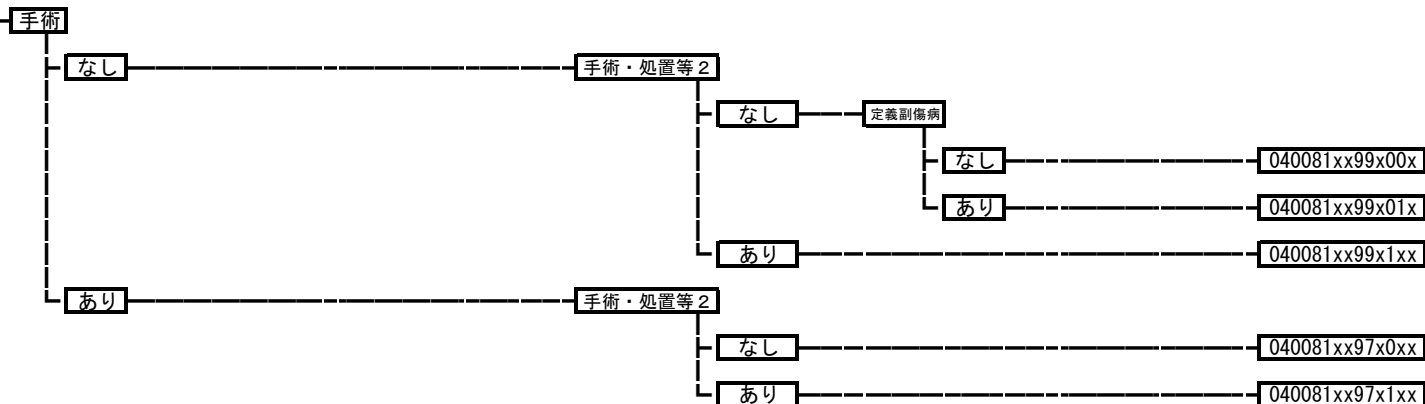 手術
なし 手術・処置等2
なし 定義副傷病
なし 040081xx99x00x
あり 040081xx99x01x
あり 040081xx99x1xx
あり 手術・処置等2
なし 040081xx97x0xx
あり 040081xx97x1xx